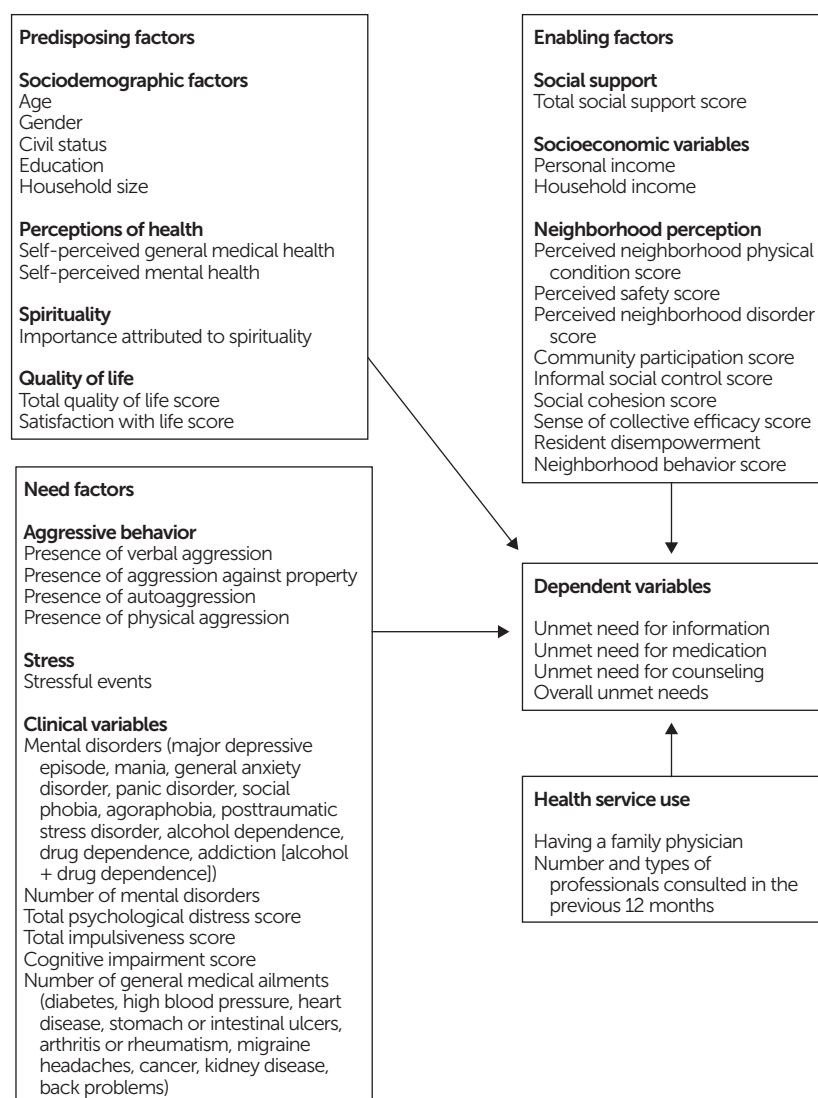 Predisposing factors
Sociodemographic factors
Age
Gender
Civil status
Education
Household size
Perceptions of health
Self-perceived general medical health
Self-perceived mental health
Spirituality
Importance attributed to spirituality
Quality of life
Total quality of life score
Satisfaction with life score
Need factors
Aggressive behavior
Presence of verbal aggression
Presence of aggression against property
Presence of autoaggression
Presence of physical aggression
Stress
Stressful events
Clinical variables
Mental disorders (major depressive
episode, mania, general anxiety
disorder, panic disorder, social
phobia, agoraphobia, posttraumatic
stress disorder, alcohol dependence,
drug dependence, addiction [alcohol
+ drug dependence])
Number of mental disorders
Total psychological distress score
Total impulsiveness score
Cognitive impairment score
Number of general medical ailments
(diabetes, high blood pressure, heart
disease, stomach or intestinal ulcers,
arthritis or rheumatism, migraine
headaches, cancer, kidney disease,
back problems)
Enabling factors
Social support
Total social support score
Socioeconomic variables
Personal income
Household income
Neighborhood perception
Perceived neighborhood physical
condition score
Perceived safety score
Perceived neighborhood disorder
score
Community participation score
Informal social control score
Social cohesion score
Sense of collective efficacy score
Resident disempowerment
Neighborhood behavior score
Dependent variables
Unmet need for information
Unmet need for medication
Unmet need for counseling
Overall unmet needs
Health service use
Having a family physician
Number and types of
professionals consulted in the
previous 12 months